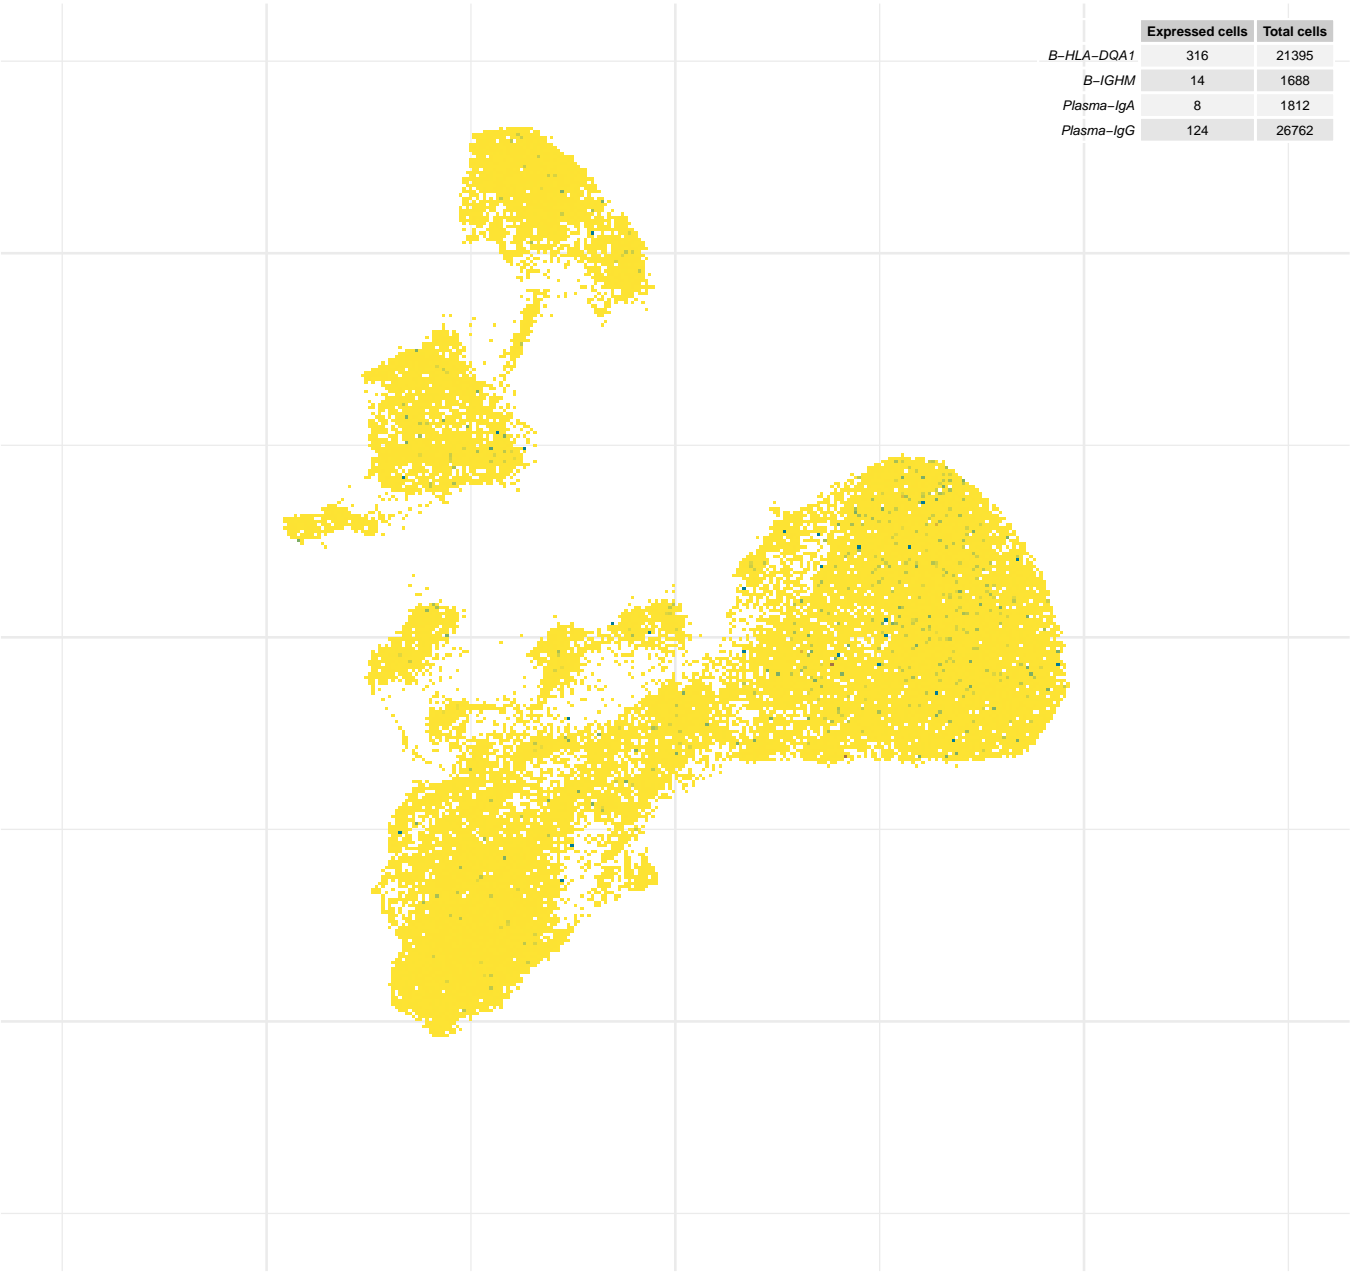 Expressed cells Total cells
B−HLA−DQA1 316 21395
B−IGHM 14 1688
Plasma−IgA 8 1812
Plasma−IgG 124 26762